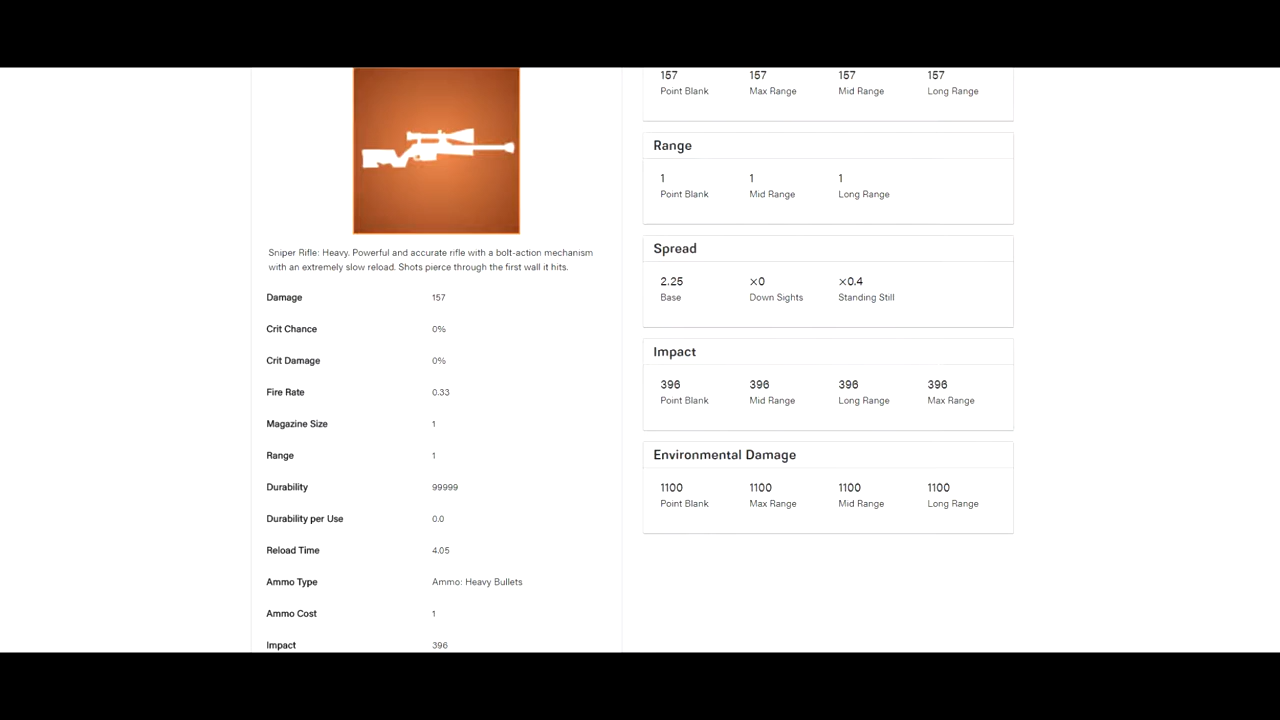 Sniper Rifle: Heavy. Powerful and accurate rifle with a bolt-action mechanism
with an extremely slow reload. Shots pierce through the first wall it hits.
Damage 157
Crit Chance 0%
Crit Damage 0%
Fire Rate 0.33
Magazine Size 1
Range 1
Durability 99999
Durability per Use 0.0
Reload Time 4.05
Ammo Type Ammo: Heavy Bullets
Ammo Cost 1
Impact 396
157 157 157 157
Point Blank Max Range Mid Range Long Range
Range
1 1 1
Point Blank Mid Range Long Range
Spread
2.25 ×0 ×0.4
Base Down Sights Standing Still
Impact
396 396 396 396
Point Blank Mid Range Long Range Max Range
Environmental Damage
1100 1100 1100 1100
Point Blank Max Range Mid Range Long Range